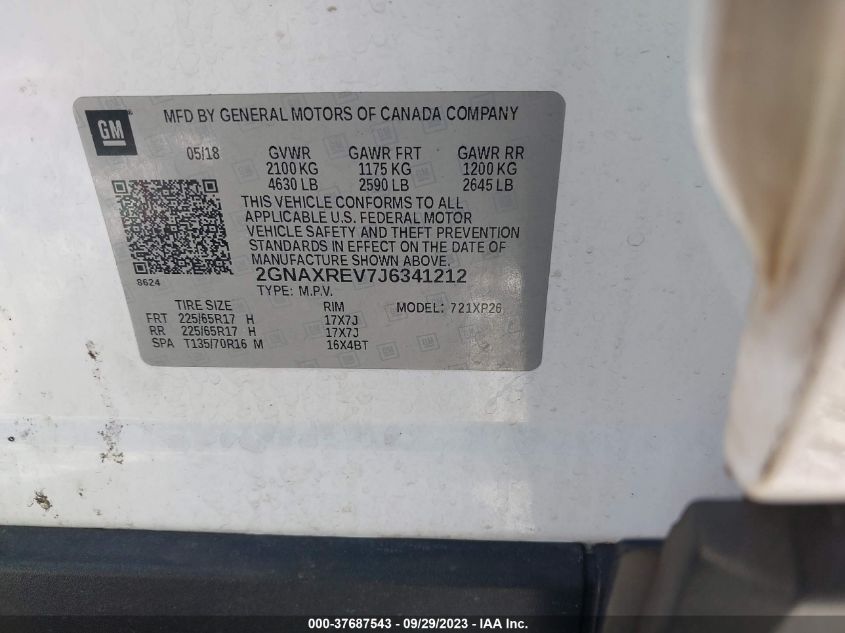 GM
MFD BY GENERAL MOTORS OF CANADA COMPANY
05/18 GVWR GAWR FRT GAWR RR
2100 KG 1175 KG 1200 KG
4630 LB 2590 LB 2645 LB
THIS VEHICLE CONFORMS TO ALL
APPLICABLE U.S. FEDERAL MOTOR
VEHICLE SAFETY AND THEFT PREVENTION
STANDARDS IN EFFECT ON THE DATE OF
MANUFACTURE SHOWN ABOVE.
8624 2GNAXREV7J6341212
TYPE: M.P.V.
TIRE SIZE RIM MODEL: 721XP26
FRT 225/65R17 H 17X7J
RR 225/65R17 H 17X7J
SPA T135/70R16 M 16X4BT
000-37687543 - 09/29/2023 - IAA Inc.